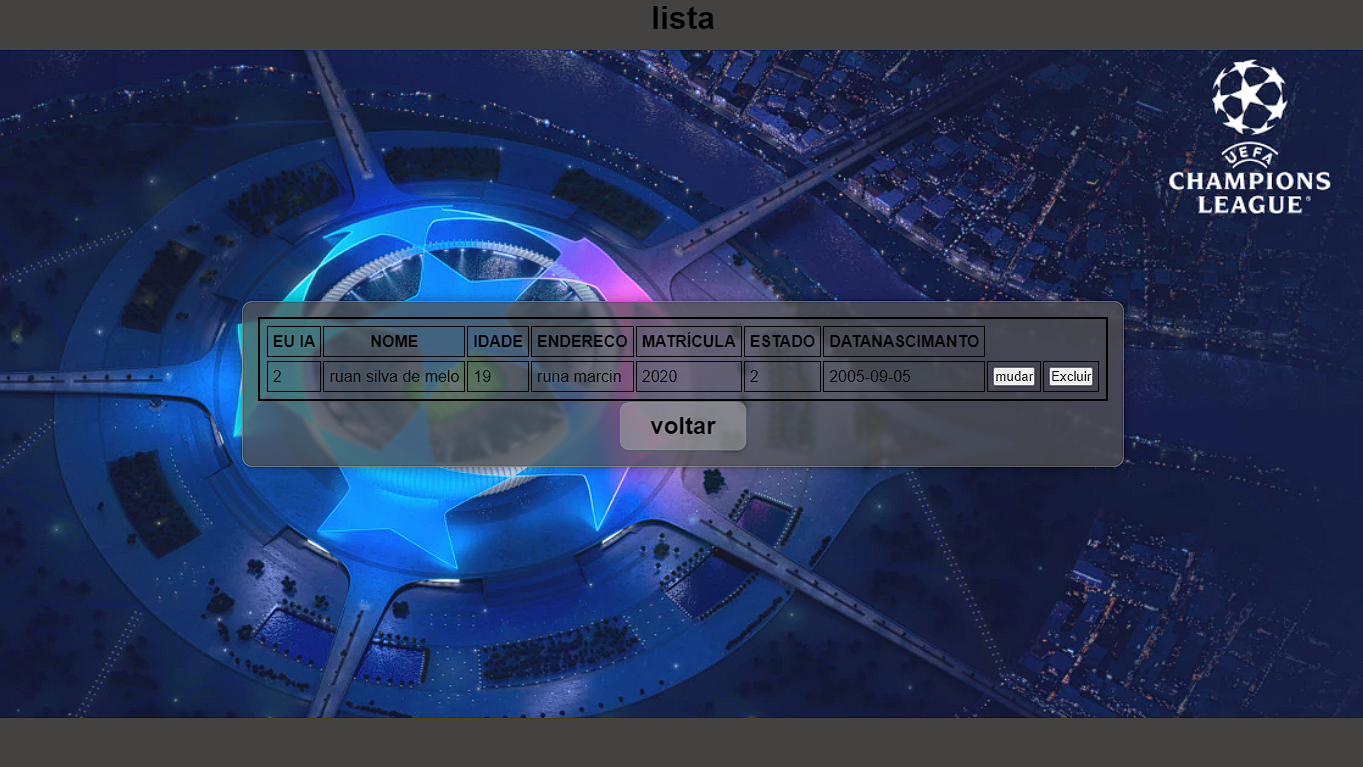 lista
UEFA
CHAMPIONS
LEAGUE®
EU IA NOME IDADE ENDERECO MATRÍCULA ESTADO DATANASCIMANTO
2 ruan silva de melo 19 runa marcin 2020 2 2005-09-05 mudar Excluir
voltar